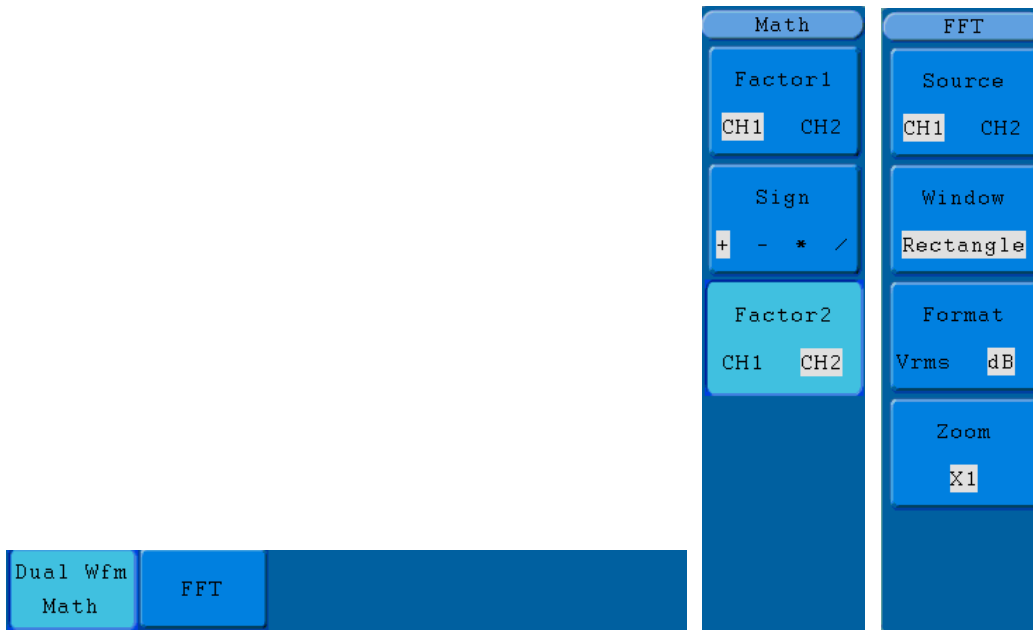 Math
Factor1
CH1 CH2
Sign
+ - * /
Factor2
CH1 CH2
FFT
Source
CH1 CH2
Window
Rectangle
Format
Vrms dB
Zoom
X1
Dual Wfm
Math
FFT